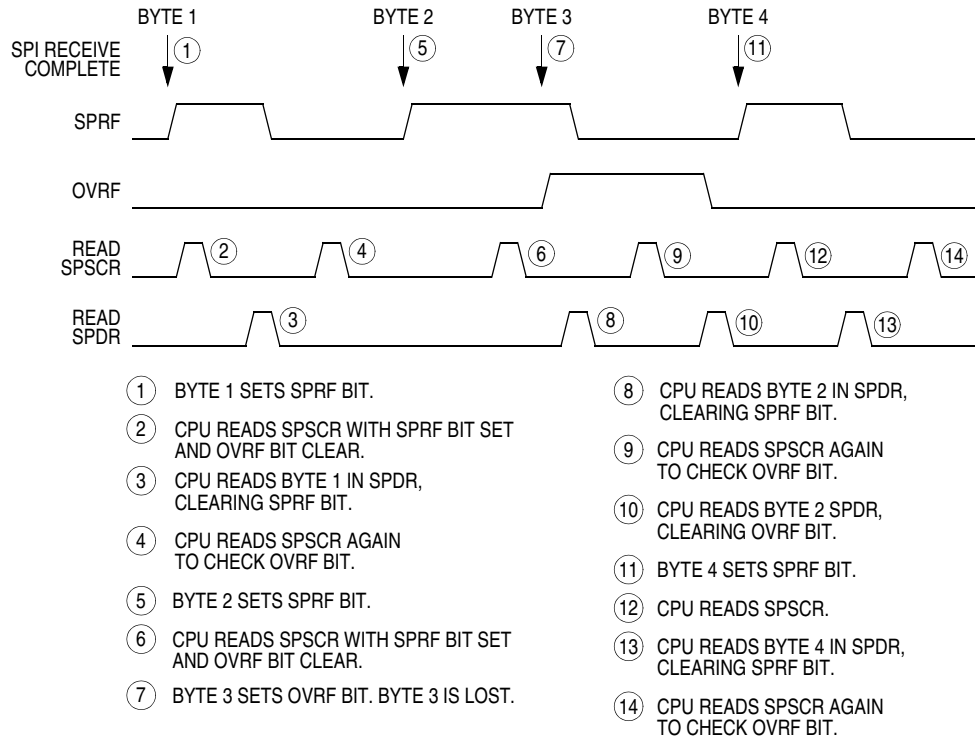 BYTE 1 BYTE 2 BYTE 3 BYTE 4
SPI RECEIVE
COMPLETE
1 5 7 11
SPRF
OVRF
READ
SPSCR
2 4 6 9 12 14
READ
SPDR
3 8 10 13
1 BYTE 1 SETS SPRF BIT.
2 CPU READS SPSCR WITH SPRF BIT SET
AND OVRF BIT CLEAR.
3 CPU READS BYTE 1 IN SPDR,
CLEARING SPRF BIT.
4 CPU READS SPSCR AGAIN
TO CHECK OVRF BIT.
5 BYTE 2 SETS SPRF BIT.
6 CPU READS SPSCR WITH SPRF BIT SET
AND OVRF BIT CLEAR.
7 BYTE 3 SETS OVRF BIT. BYTE 3 IS LOST.
8 CPU READS BYTE 2 IN SPDR,
CLEARING SPRF BIT.
9 CPU READS SPSCR AGAIN
TO CHECK OVRF BIT.
10 CPU READS BYTE 2 SPDR,
CLEARING OVRF BIT.
11 BYTE 4 SETS SPRF BIT.
12 CPU READS SPSCR.
13 CPU READS BYTE 4 IN SPDR,
CLEARING SPRF BIT.
14 CPU READS SPSCR AGAIN
TO CHECK OVRF BIT.